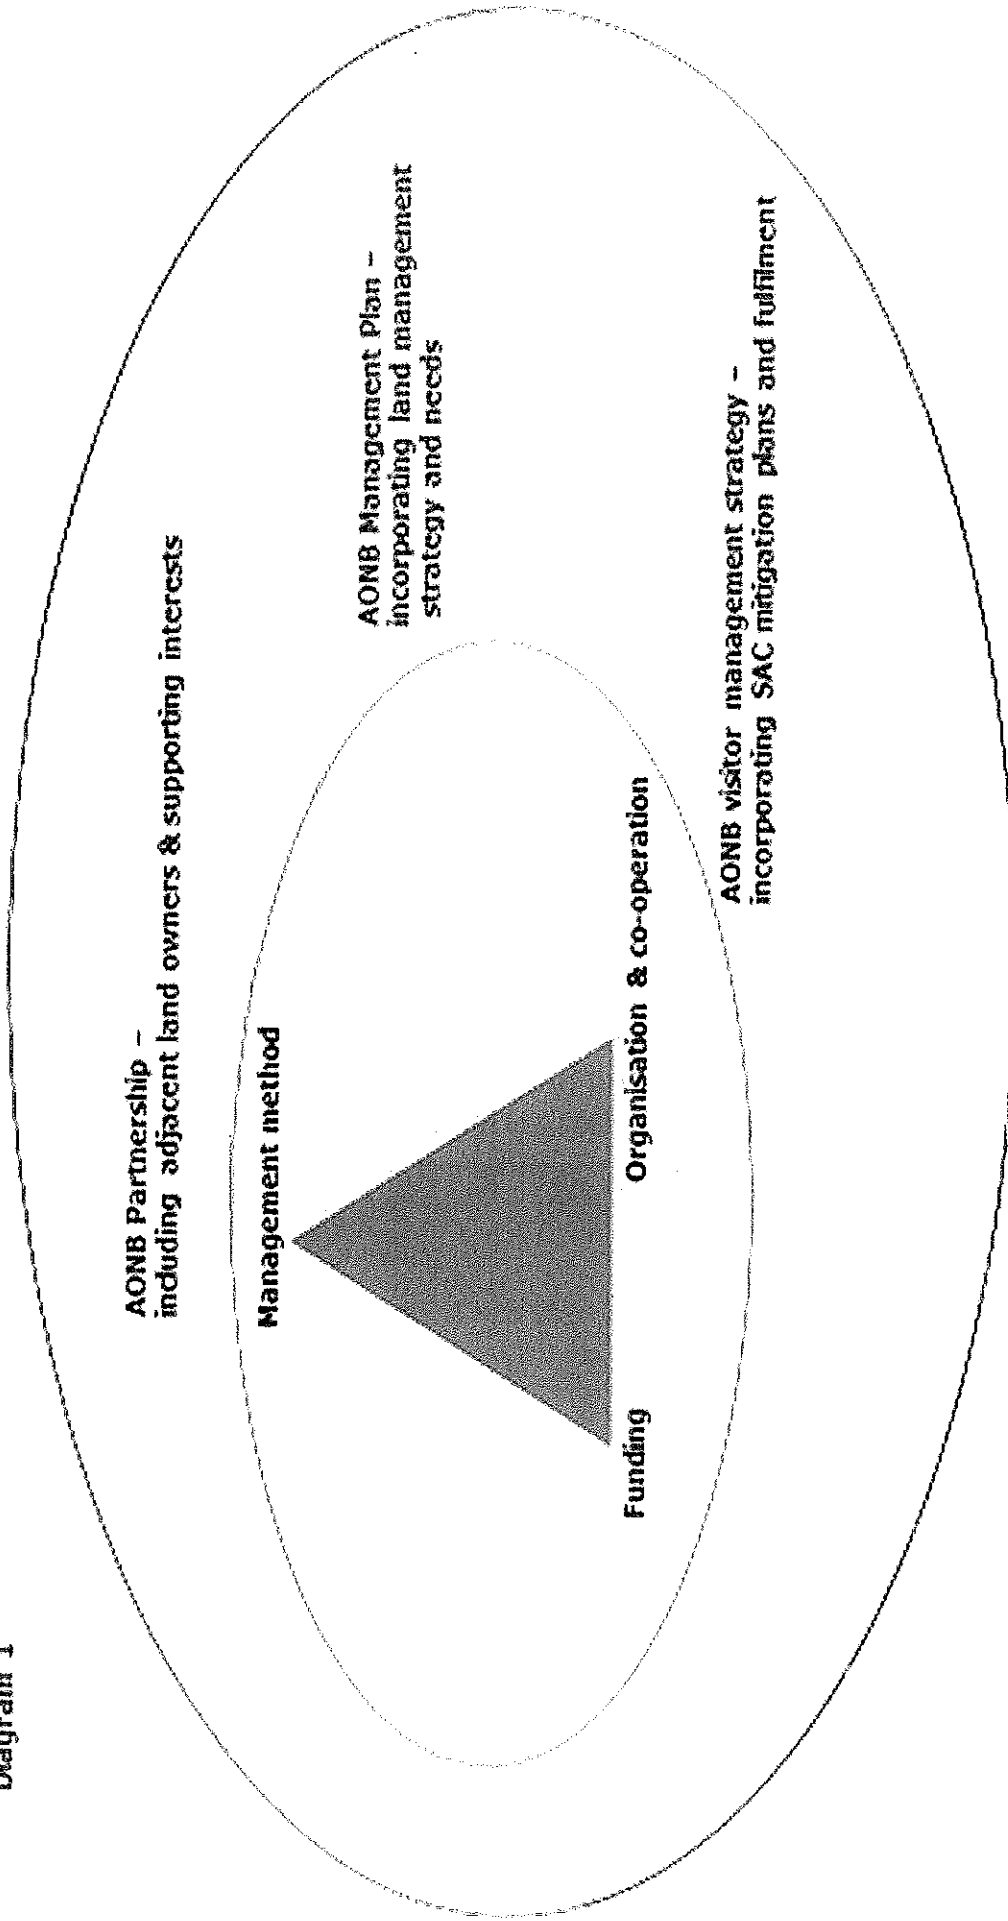 Diagram 1
AONB Partnership –
including adjacent land owners & supporting interests
Management method
AONB Management Plan –
incorporating land management
strategy and needs
Funding
Organisation & co-operation
AONB visitor management strategy –
incorporating SAC mitigation plans and fulfilment